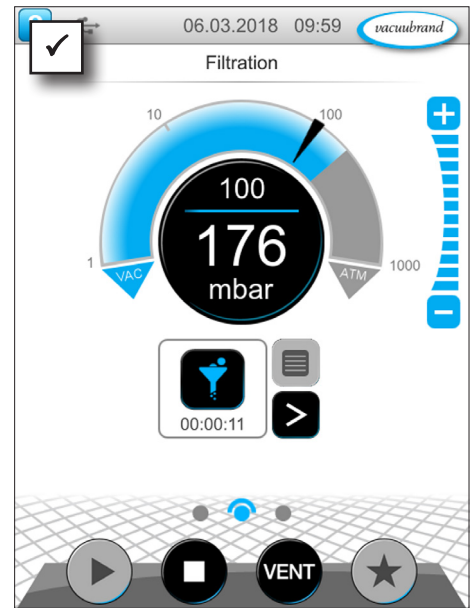 06.03.2018 09:59 vacuubrand
Filtration
10
100
1
1000
VAC
ATM
100
176
mbar
00:00:11
VENT